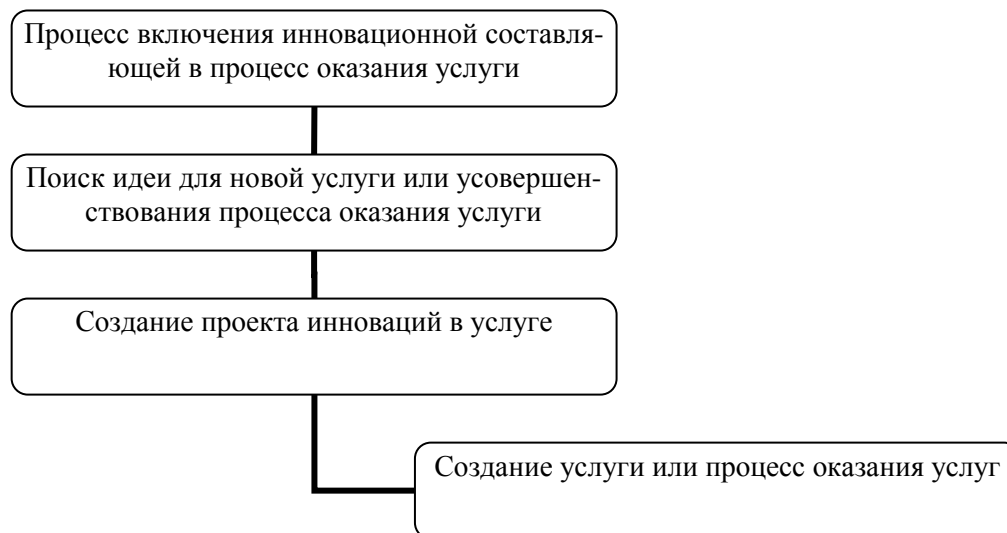 Процесс включения инновационной составля-
ющей в процесс оказания услуги
Поиск идеи для новой услуги или усовершен-
ствования процесса оказания услуги
Создание проекта инноваций в услуге
Создание услуги или процесс оказания услуг